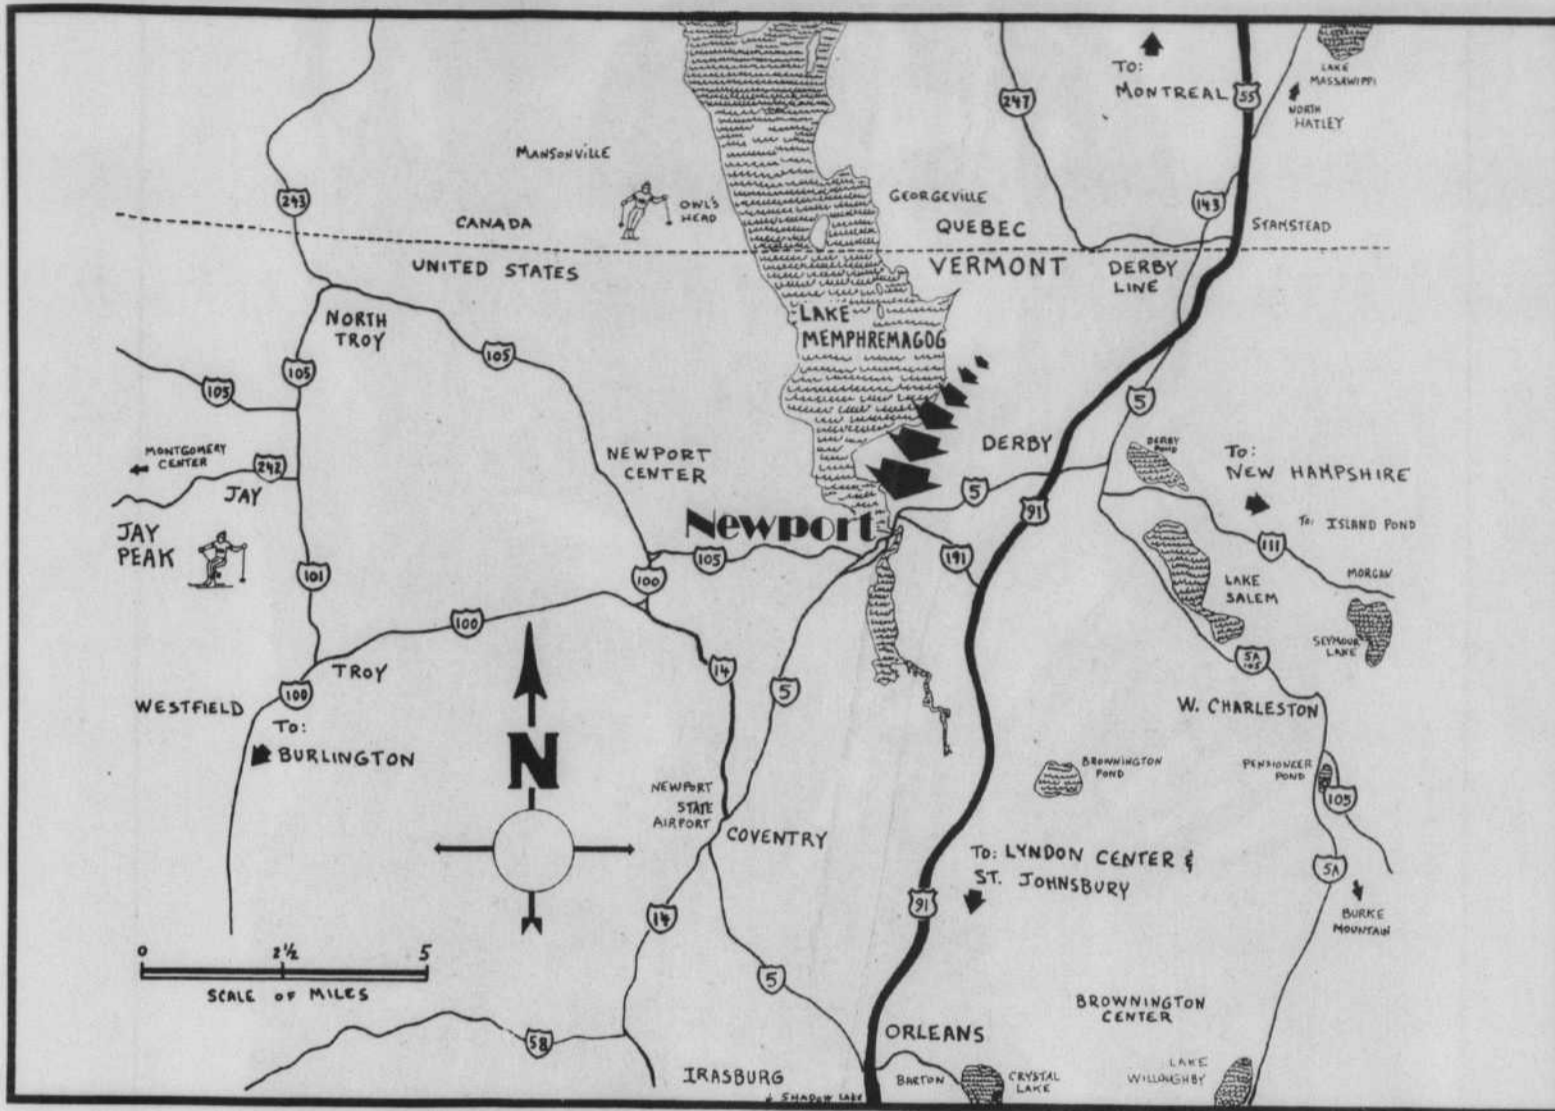 TO:
MONTREAL
55
LAKE
MASSAWIPPI
NORTH
HATLEY
247
MANSONVILLE
OWL'S
HEAD
GEORGEVILLE
243
143
CANADA
QUEBEC
STANSTEAD
UNITED STATES
VERMONT
DERBY
LINE
NORTH
TROY
LAKE
MEMPHREMAGOG
105
105
105
5
MONTGOMERY
CENTER
242
JAY
NEWPORT
CENTER
DERBY
DERBY
POND
TO:
NEW HAMPSHIRE
5
91
TO: ISLAND POND
JAY
PEAK
Newport
105
191
111
101
100
MORGAN
LAKE
SALEM
100
SEYMOUR
LAKE
TROY
14
5
5A
105
100
WESTFIELD
W. CHARLESTON
TO:
BURLINGTON
N
BROWNINGTON
POND
PENSIONEER
POND
NEWPORT
STATE
AIRPORT
105
COVENTRY
TO: LYNDON CENTER &
ST. JOHNSBURY
5A
91
14
BURKE
MOUNTAIN
0 2½ 5
SCALE OF MILES
5
BROWNINGTON
CENTER
58
ORLEANS
IRASBURG
BARTON
CRYSTAL
LAKE
LAKE
WILLOUGHBY
SHADOW LAKE